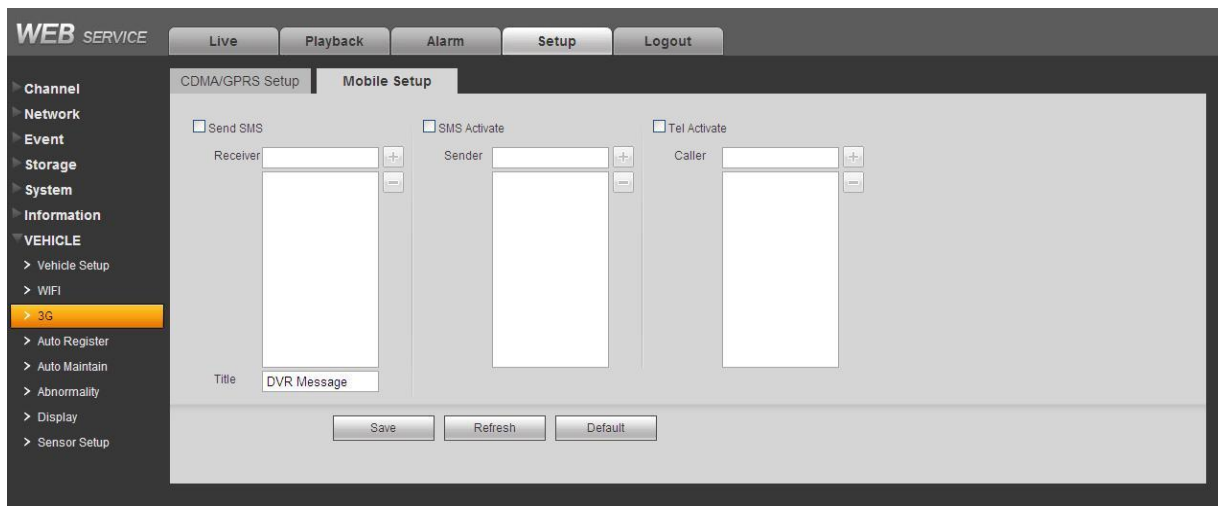 WEB SERVICE
Live Playback Alarm Setup Logout
CDMA/GPRS Setup Mobile Setup
Channel
Network
Event
Storage
System
Information
VEHICLE
> Vehicle Setup
> WIFI
> 3G
> Auto Register
> Auto Maintain
> Abnormality
> Display
> Sensor Setup
Send SMS SMS Activate Tel Activate
Receiver Sender Caller
Title DVR Message
Save Refresh Default